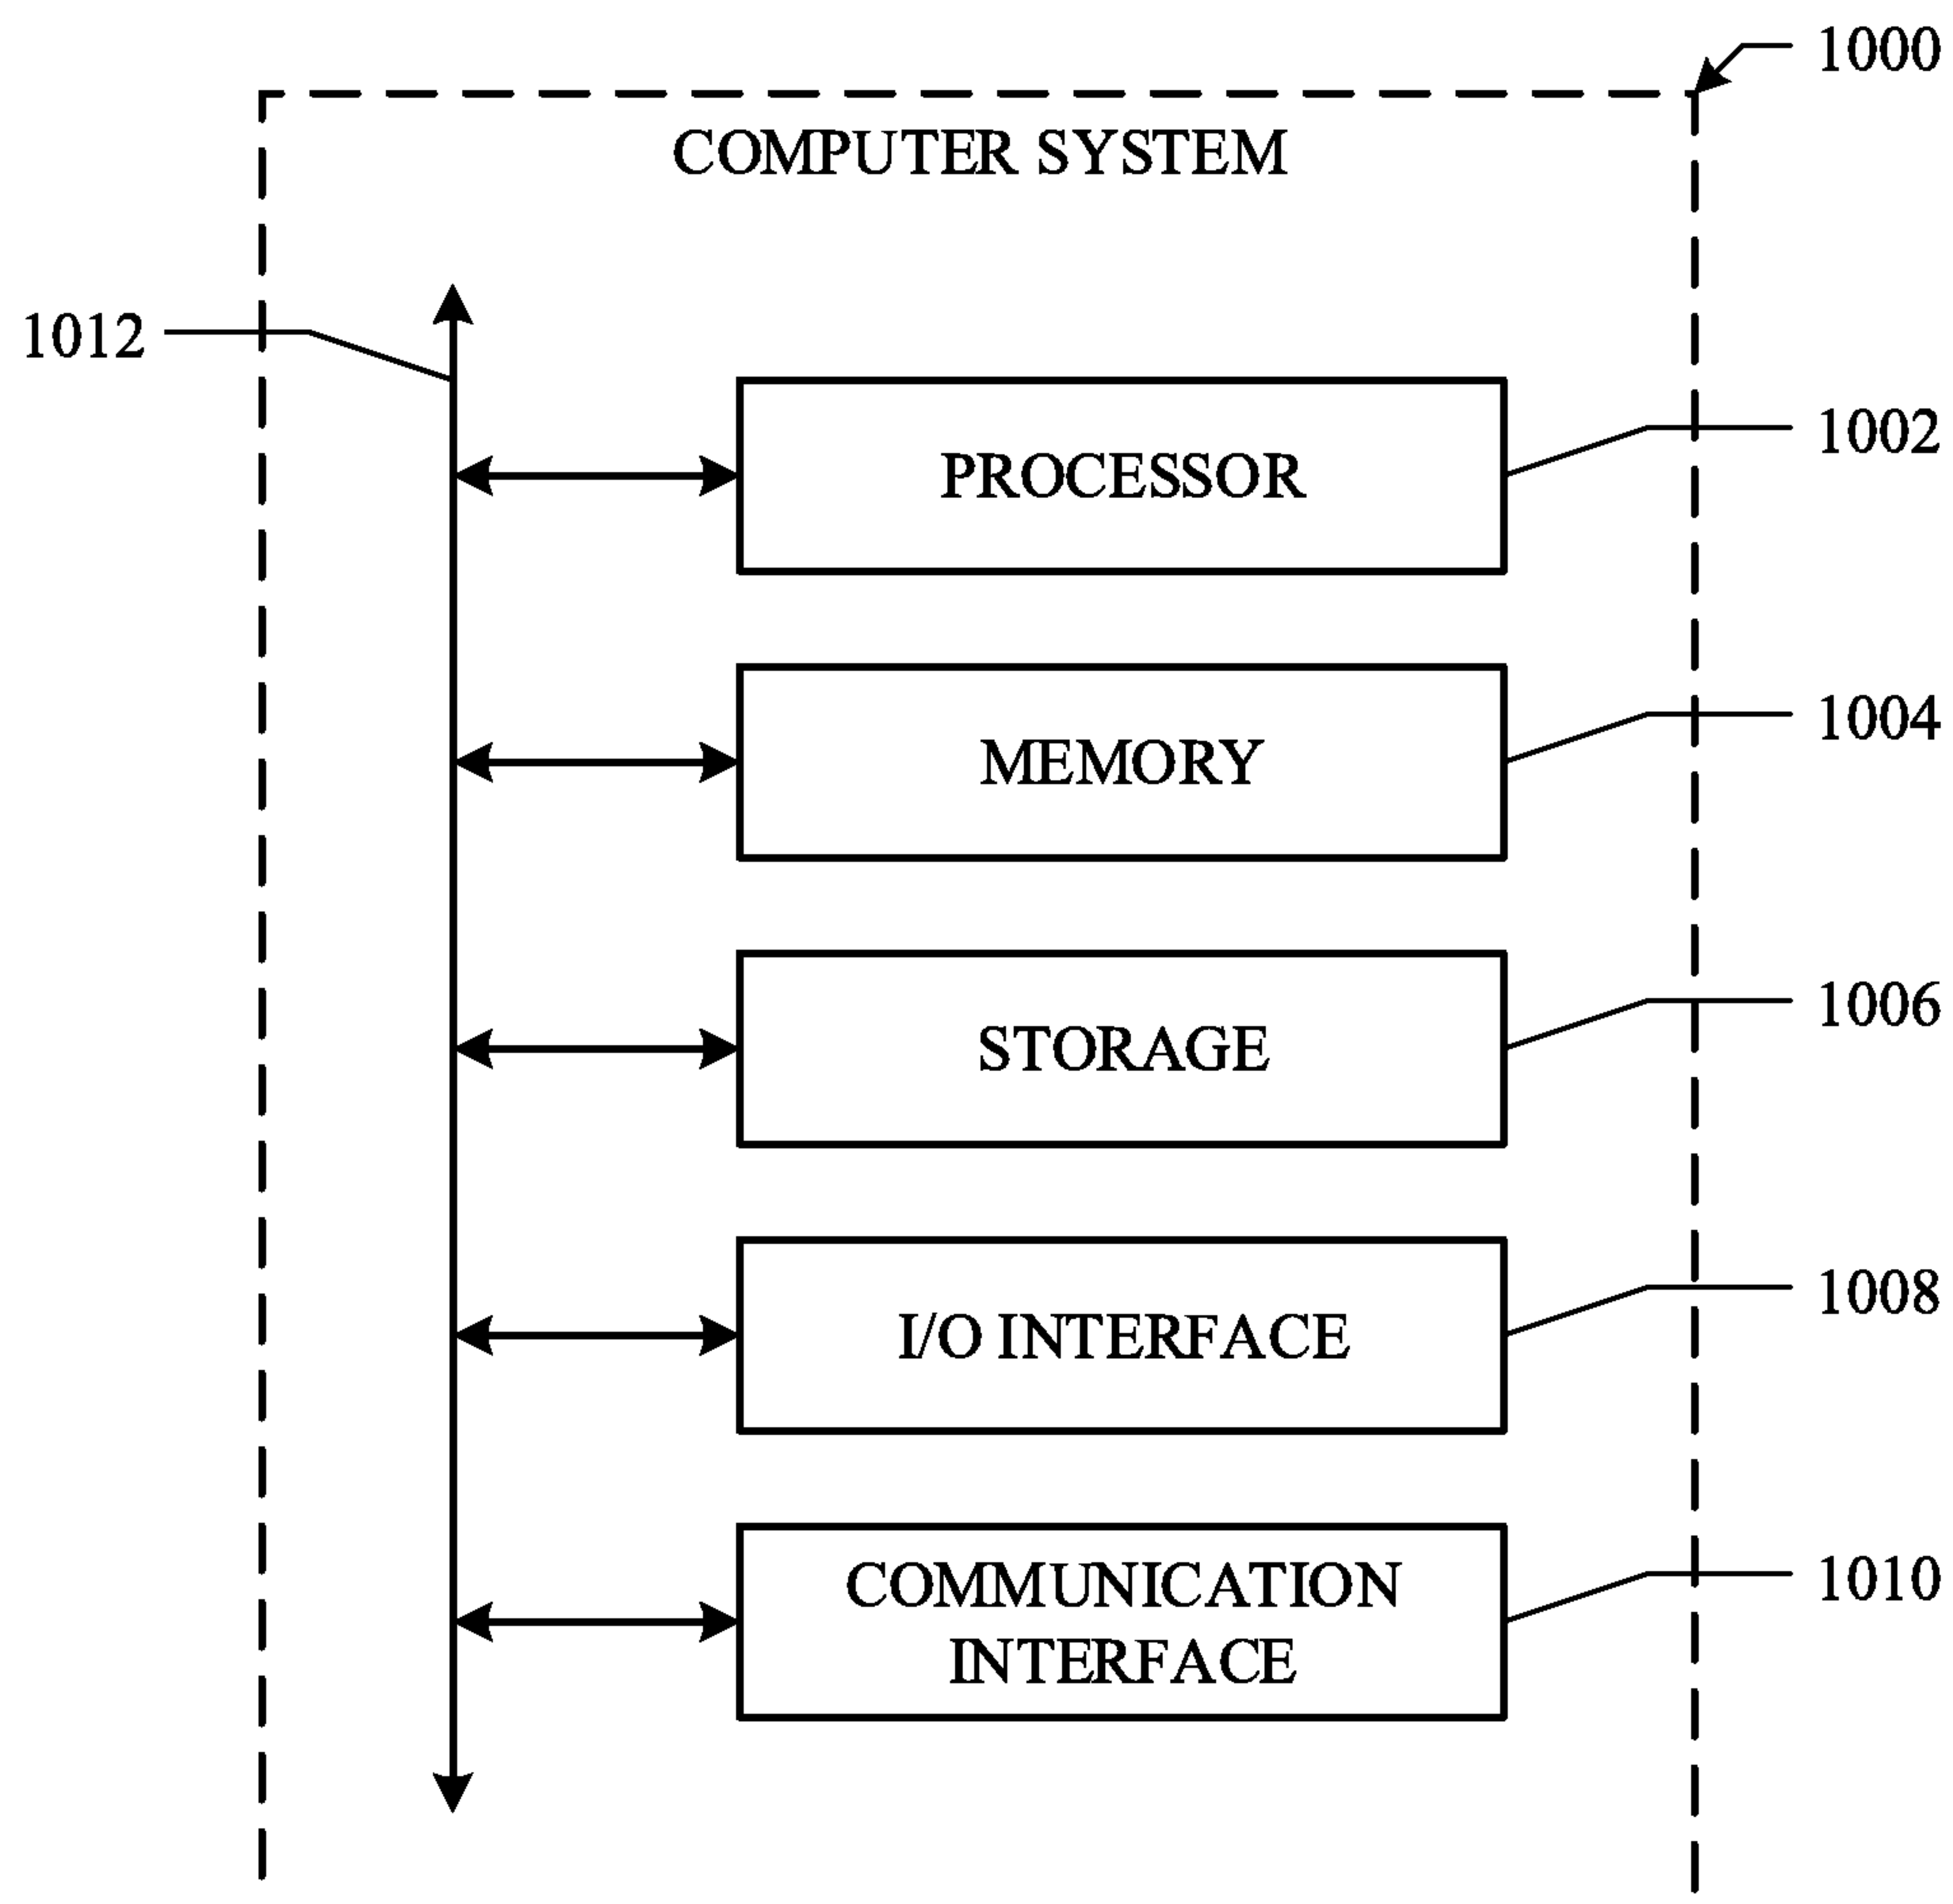 1000
COMPUTER SYSTEM
1012
1002
PROCESSOR
1004
MEMORY
1006
STORAGE
1008
I/O INTERFACE
1010
COMMUNICATION
INTERFACE